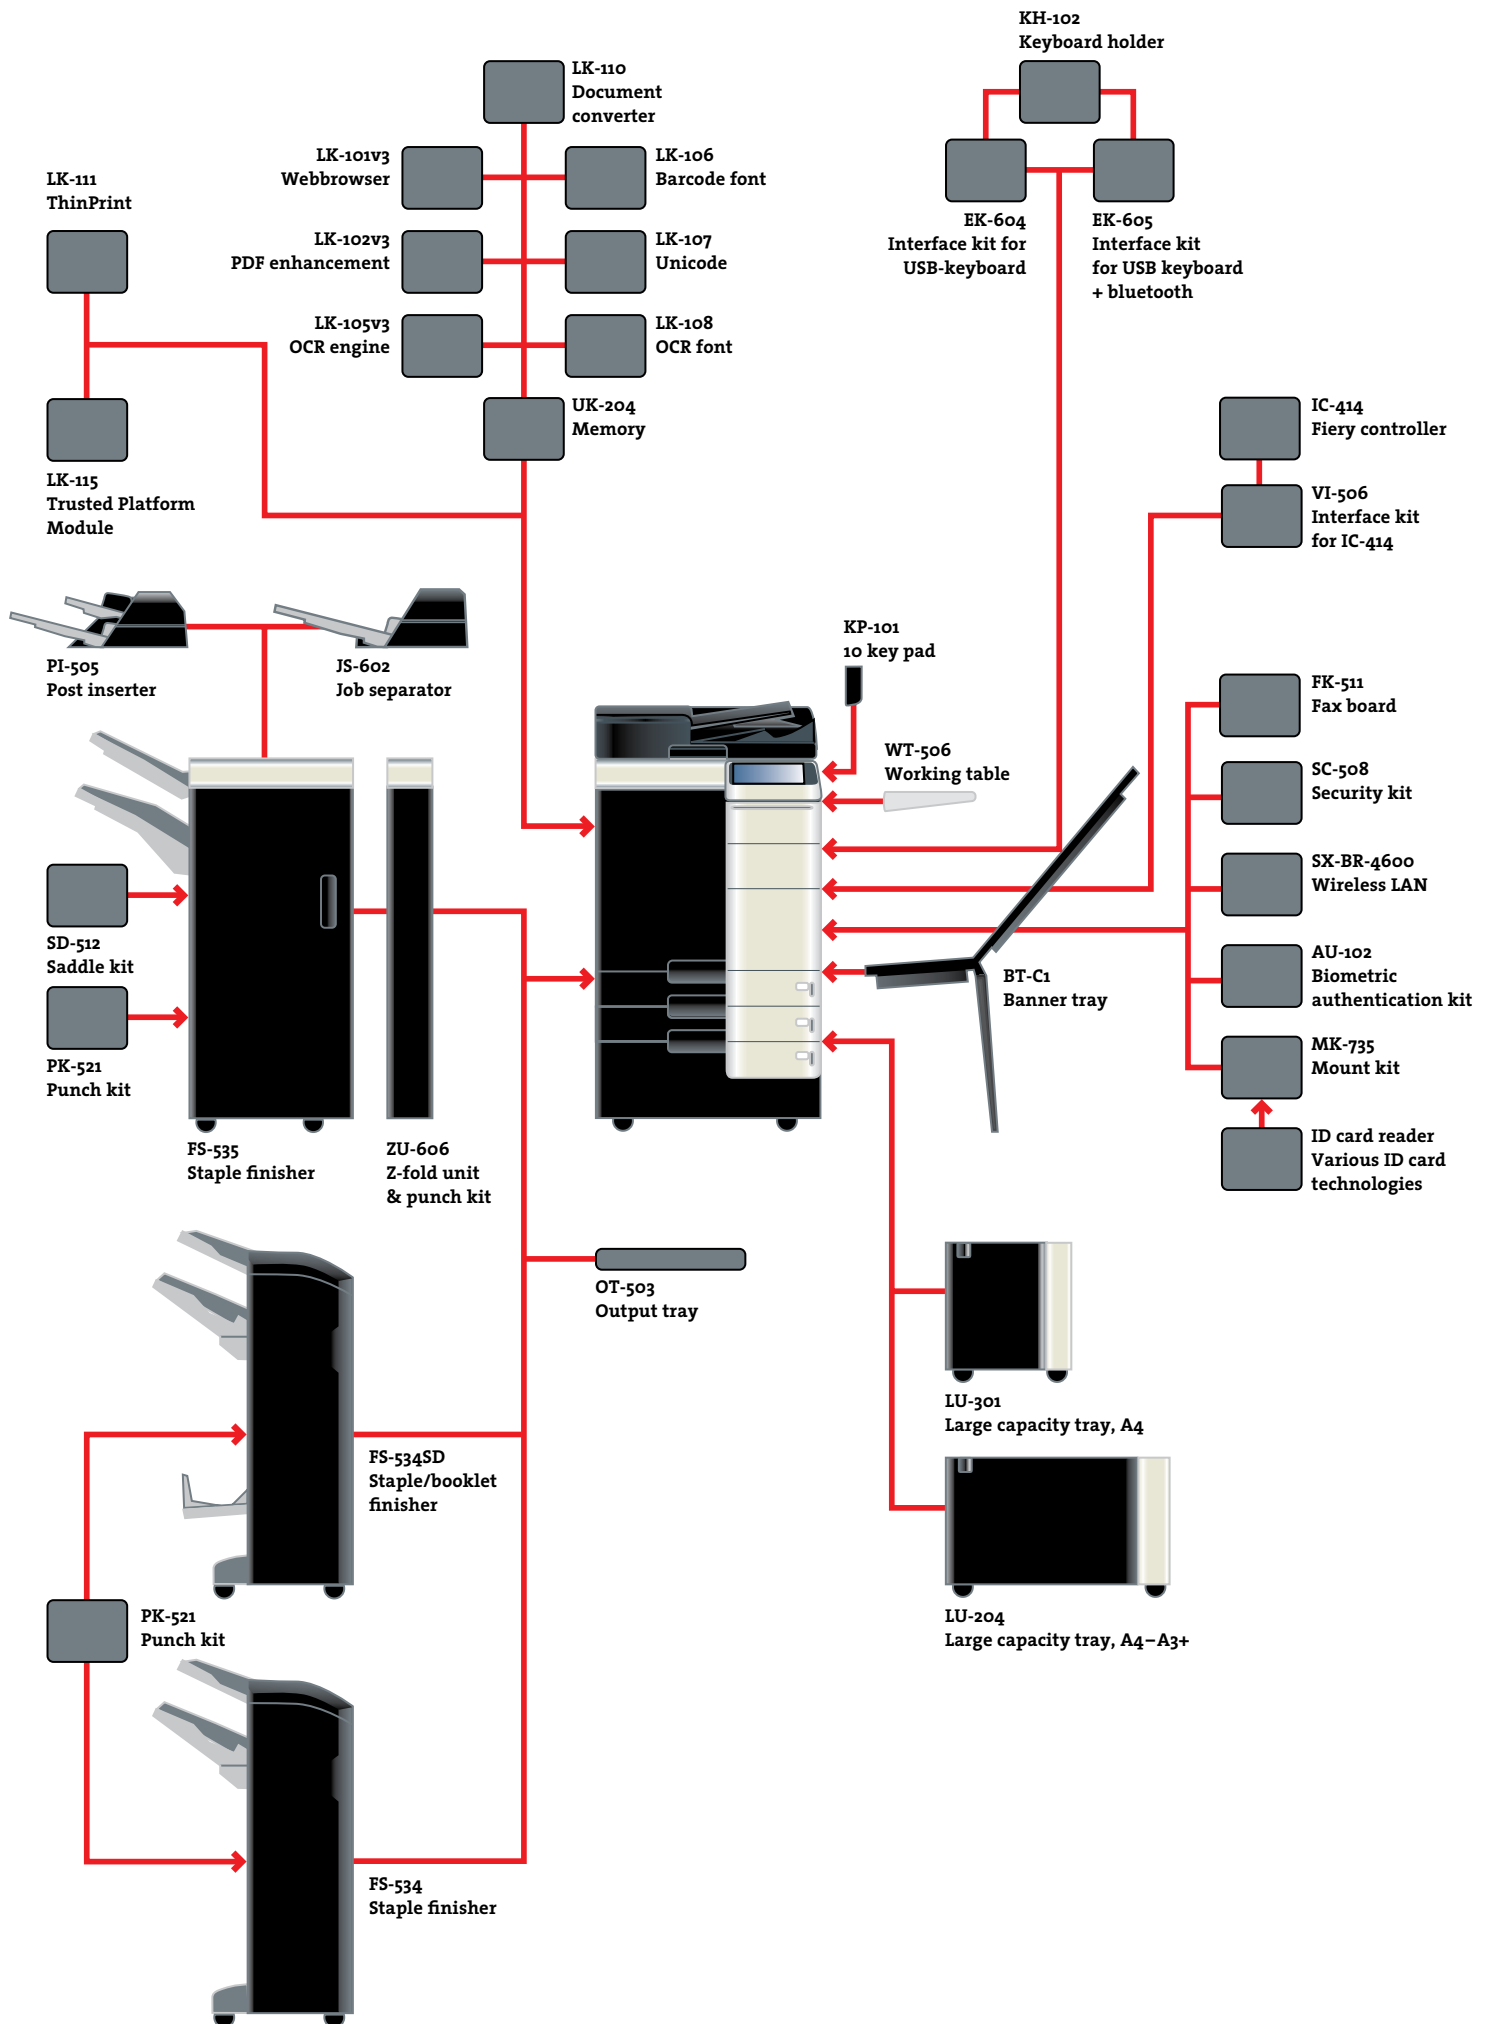 KH-102
Keyboard holder
LK-110
Document
converter
LK-101v3
Webbrowser
LK-106
Barcode font
LK-111
ThinPrint
EK-604
Interface kit for
USB-keyboard
EK-605
Interface kit
for USB keyboard
+ bluetooth
LK-102v3
PDF enhancement
LK-107
Unicode
LK-105v3
OCR engine
LK-108
OCR font
UK-204
Memory
IC-414
Fiery controller
LK-115
Trusted Platform
Module
VI-506
Interface kit
for IC-414
PI-505
Post inserter
JS-602
Job separator
KP-101
10 key pad
FK-511
Fax board
WT-506
Working table
SC-508
Security kit
SX-BR-4600
Wireless LAN
SD-512
Saddle kit
AU-102
Biometric
authentication kit
BT-C1
Banner tray
PK-521
Punch kit
MK-735
Mount kit
FS-535
Staple finisher
ZU-606
Z-fold unit
& punch kit
ID card reader
Various ID card
technologies
OT-503
Output tray
LU-301
Large capacity tray, A4
FS-534SD
Staple/booklet
finisher
PK-521
Punch kit
LU-204
Large capacity tray, A4–A3+
FS-534
Staple finisher